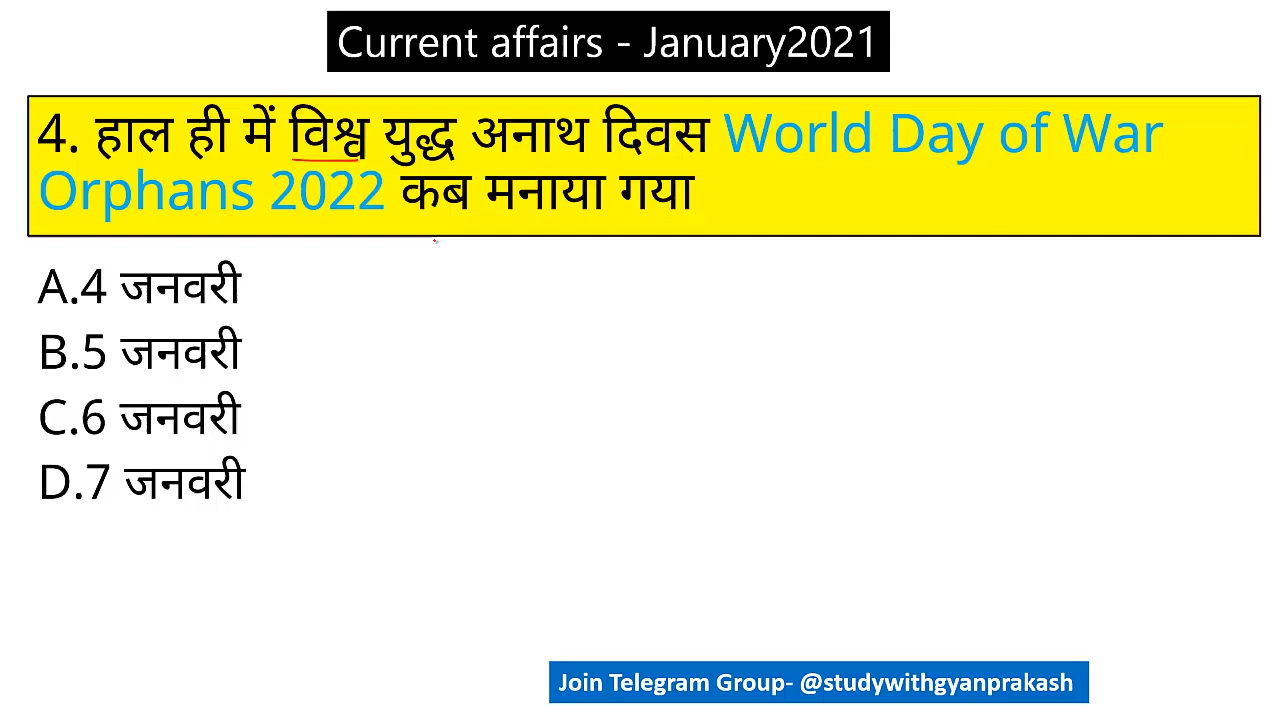 Current affairs - January2021
4. हाल ही में विश्व युद्ध अनाथ दिवस World Day of War
Orphans 2022 कब मनाया गया
A.4 जनवरी
B.5 जनवरी
C.6 जनवरी
D.7 जनवरी
Join Telegram Group- @studywithgyanprakash